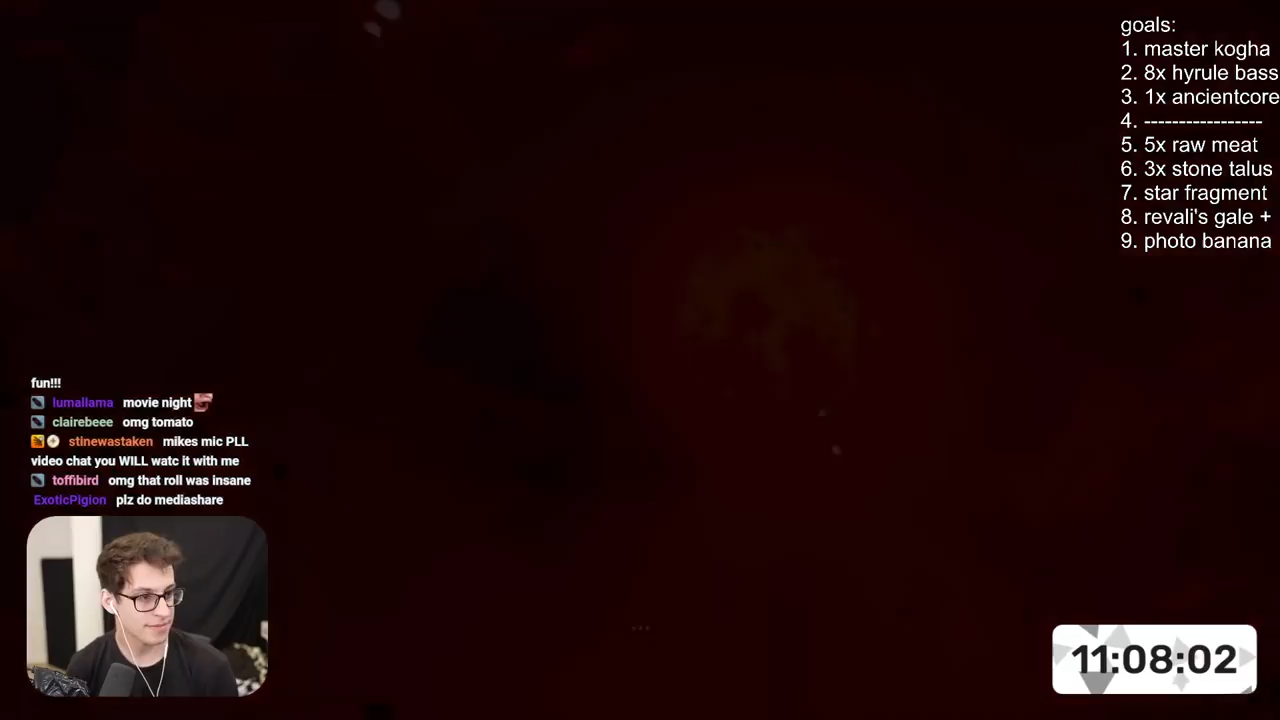 goals:
1. master kogha
2. 8x hyrule bass
3. 1x ancientcore
4. -----------------
5. 5x raw meat
6. 3x stone talus
7. star fragment
8. revali's gale +
9. photo banana
fun!!!
lumallama movie night
clairebeee omg tomato
stinewastaken mikes mic PLL
video chat you WILL watc it with me
toffibird omg that roll was insane
ExoticPigion plz do mediashare
...
11:08:02